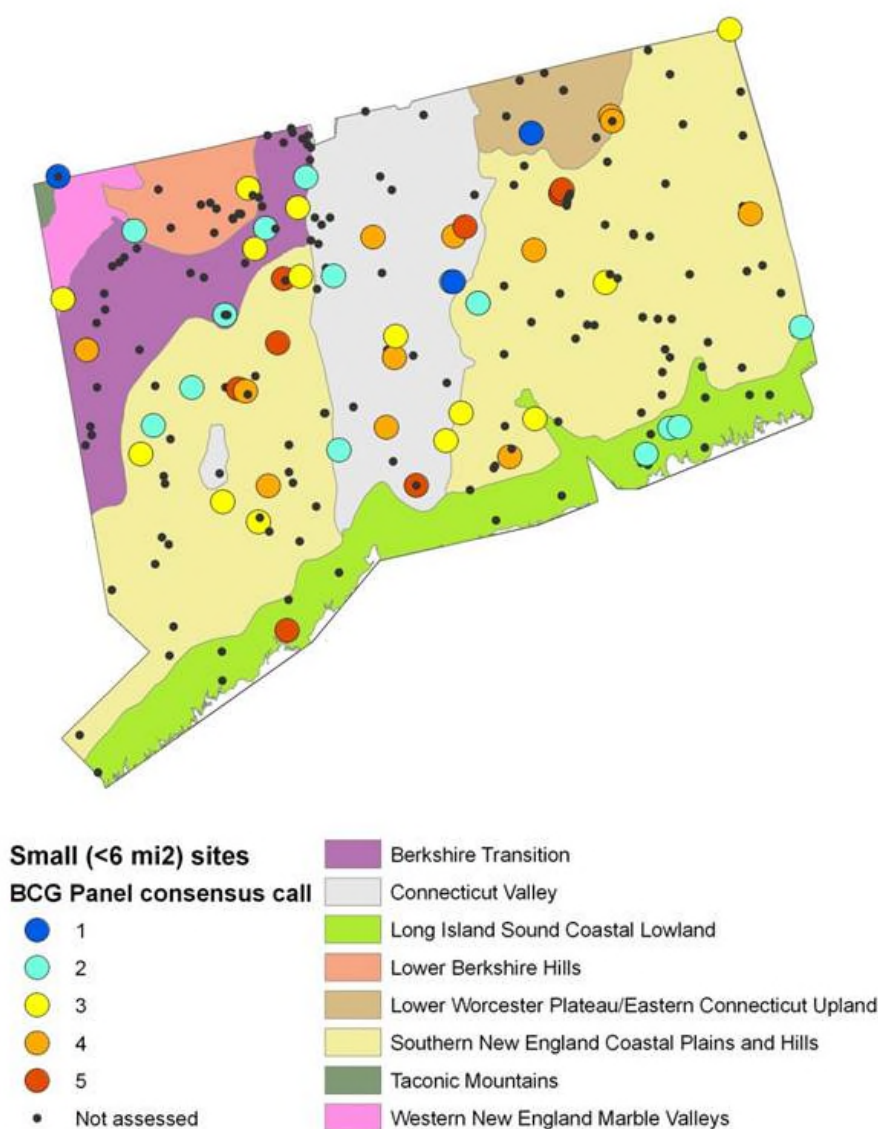 Small (<6 mi2) sites
BCG Panel consensus call
1
2
3
4
5
Not assessed
Berkshire Transition
Connecticut Valley
Long Island Sound Coastal Lowland
Lower Berkshire Hills
Lower Worcester Plateau/Eastern Connecticut Upland
Southern New England Coastal Plains and Hills
Taconic Mountains
Western New England Marble Valleys